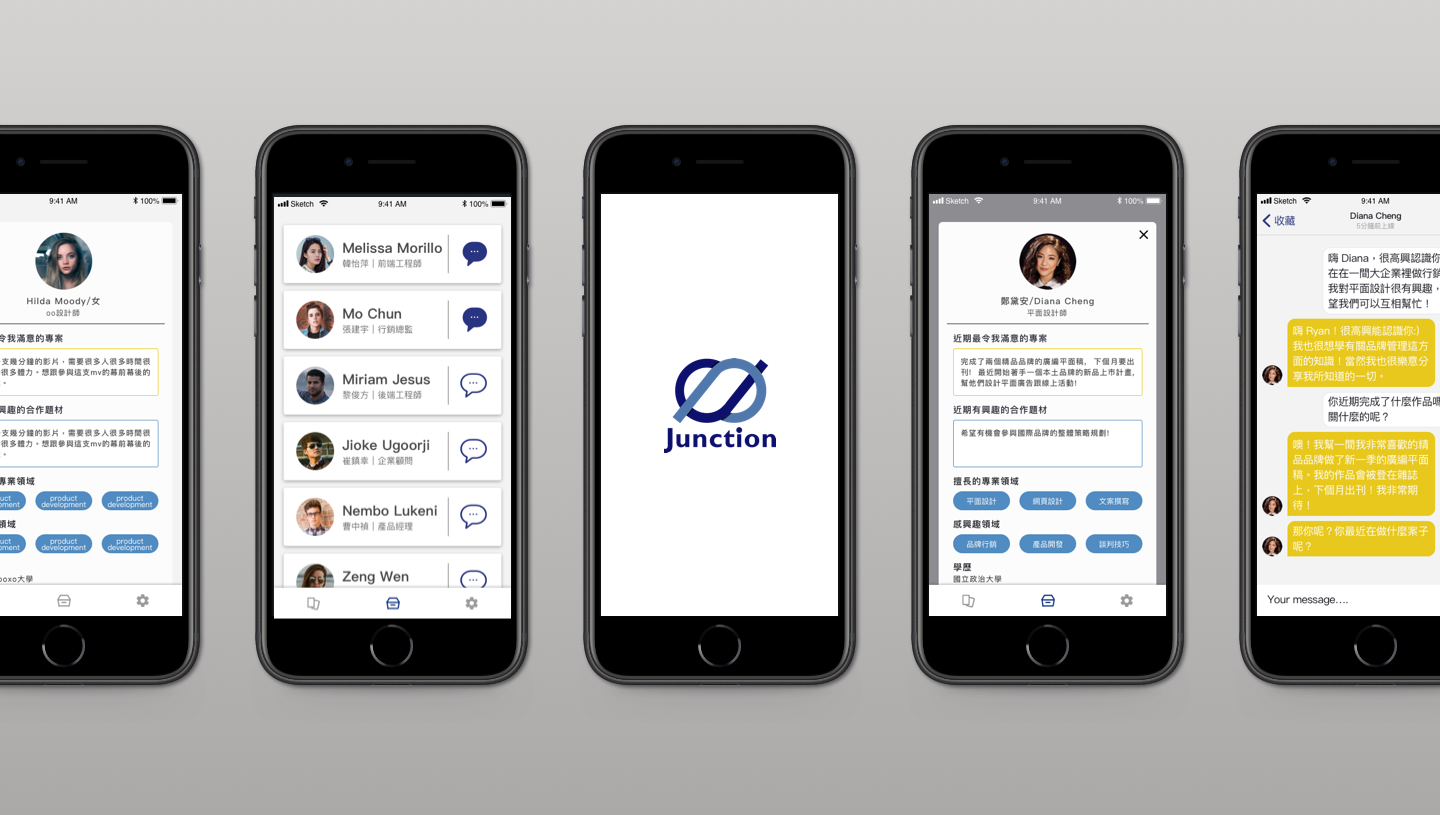 9:41 AM
100%
Hilda Moody/女
oo設計師
令我滿意的專案
支幾分鐘的影片,需要很多人很多時間很
很多體力。想跟參與這支mv的幕前幕後的
。
興趣的合作題材
支幾分鐘的影片,需要很多人很多時間很
很多體力。想跟參與這支mv的幕前幕後的
。
專業領域
uct product product
pment development development
領域
uct product product
pment development development
ooxo大學
Sketch 9:41 AM 100%
Melissa Morillo
韓怡萍|前端工程師
Mo Chun
張建宇|行銷總監
Miriam Jesus
黎俊方|後端工程師
Jioke Ugoorji
崔鎮幸|企業顧問
Nembo Lukeni
曹中禎|產品經理
Zeng Wen
Junction
Sketch 9:41 AM 100%
鄭黛安/Diana Cheng
平面設計師
近期最令我滿意的專案
完成了兩個精品品牌的廣編平面稿, 下個月要出
刊! 最近開始著手一個本土品牌的新品上市計畫,
幫他們設計平面廣告跟線上活動!
近期有興趣的合作題材
希望有機會參與國際品牌的整體策略規劃!
擅長的專業領域
平面設計 網頁設計 文案撰寫
感興趣領域
品牌行銷 產品開發 談判技巧
學歷
國立政治大學
Sketch 9:41 AM
收藏
Diana Cheng
5分鐘前上線
嗨 Diana,很高興認識你
在在一間大企業裡做行銷
我對平面設計很有興趣,
望我們可以互相幫忙!
嗨 Ryan!很高興能認識你:)
我也很想學有關品牌管理這方
面的知識!當然我也很樂意分
享我所知道的一切。
你近期完成了什麼作品嗎
關什麼的呢?
噢!我幫一間我非常喜歡的精
品品牌做了新一季的廣編平面
稿。我的作品會被登在雜誌
上,下個月出刊!我非常期
待!
那你呢?你最近在做什麼案子
呢?
Your message....